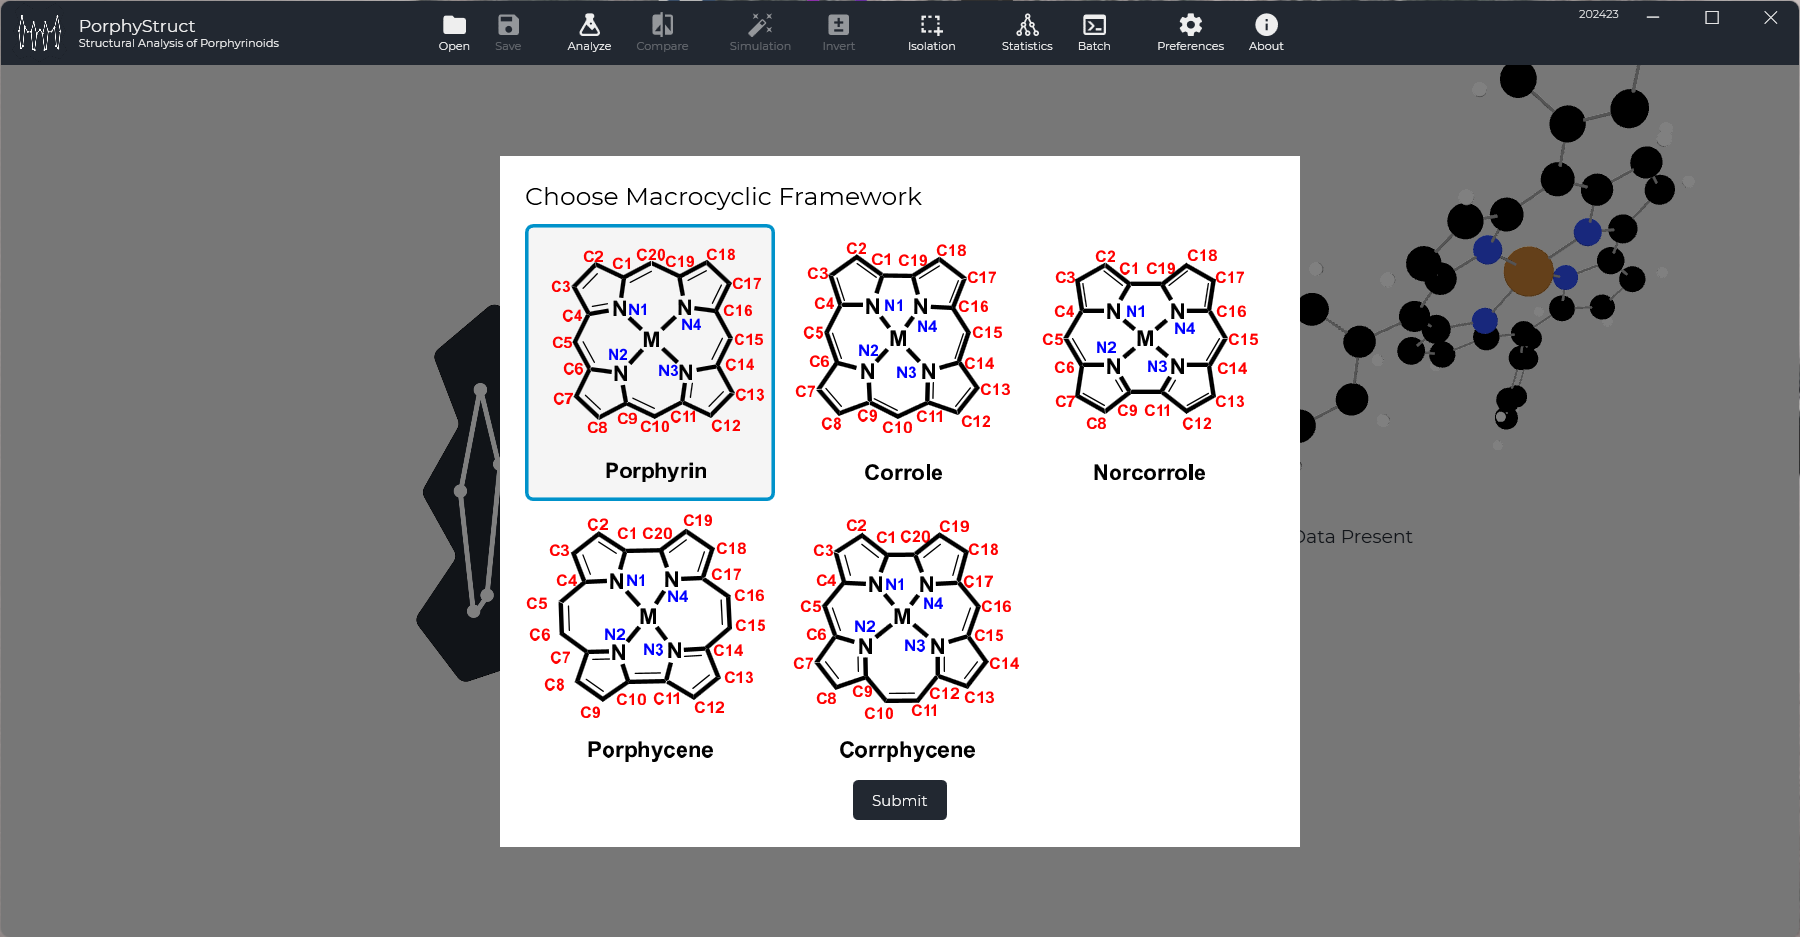 PorphyStruct
Structural Analysis of Porphyrinoids
Open
Save
Analyze
Compare
Simulation
Invert
Isolation
Statistics
Batch
Preferences
About
202423
Choose Macrocyclic Framework
C2 C1 C20 C19 C18
C3 C17
C4 N1 N N N4 C16
C5 M C15
C6 N2 N N3 N C14
C7 C13
C8 C9 C10 C11 C12
Porphyrin
C2 C1 C19 C18
C3 C17
C4 N N1 N C16
N4
C5 M C15
C6 N2 N N3 N C14
C7 C13
C8 C9 C10 C11 C12
Corrole
C2 C1 C19 C18
C3 C17
C4 N N1 N C16
N4
C5 M C15
C6 N2 N N3 N C14
C7 C13
C8 C9 C11 C12
Norcorrole
C2 C1 C20 C19
C3 C18
C4 N N1 N C17
C5 N4 C16
M
C6 N2 C15
C7 N N3 N C14
C8 C13
C9 C10 C11 C12
Porphycene
C2 C1 C20 C19
C3 C18
C4 N N1 N C17
C5 N4 C16
M
C6 N2 N N3 N C15
C7 C14
C8 C9 C12 C13
C10 C11
Corrphycene
Submit
Data Present